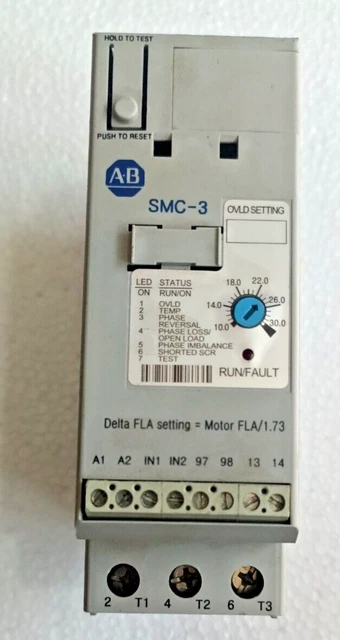 HOLD TO TEST
PUSH TO RESET
A-B
SMC-3
OVLD SETTING
LED STATUS
ON RUN/ON
1 OVLD
2 TEMP
3 PHASE REVERSAL
4 PHASE LOSS/ OPEN LOAD
5 PHASE IMBALANCE
6 SHORTED SCR
7 TEST
18.0 22.0
14.0 26.0
10.0 30.0
RUN/FAULT
Delta FLA setting = Motor FLA/1.73
A1 A2 IN1 IN2 97 98 13 14
2 T1 4 T2 6 T3